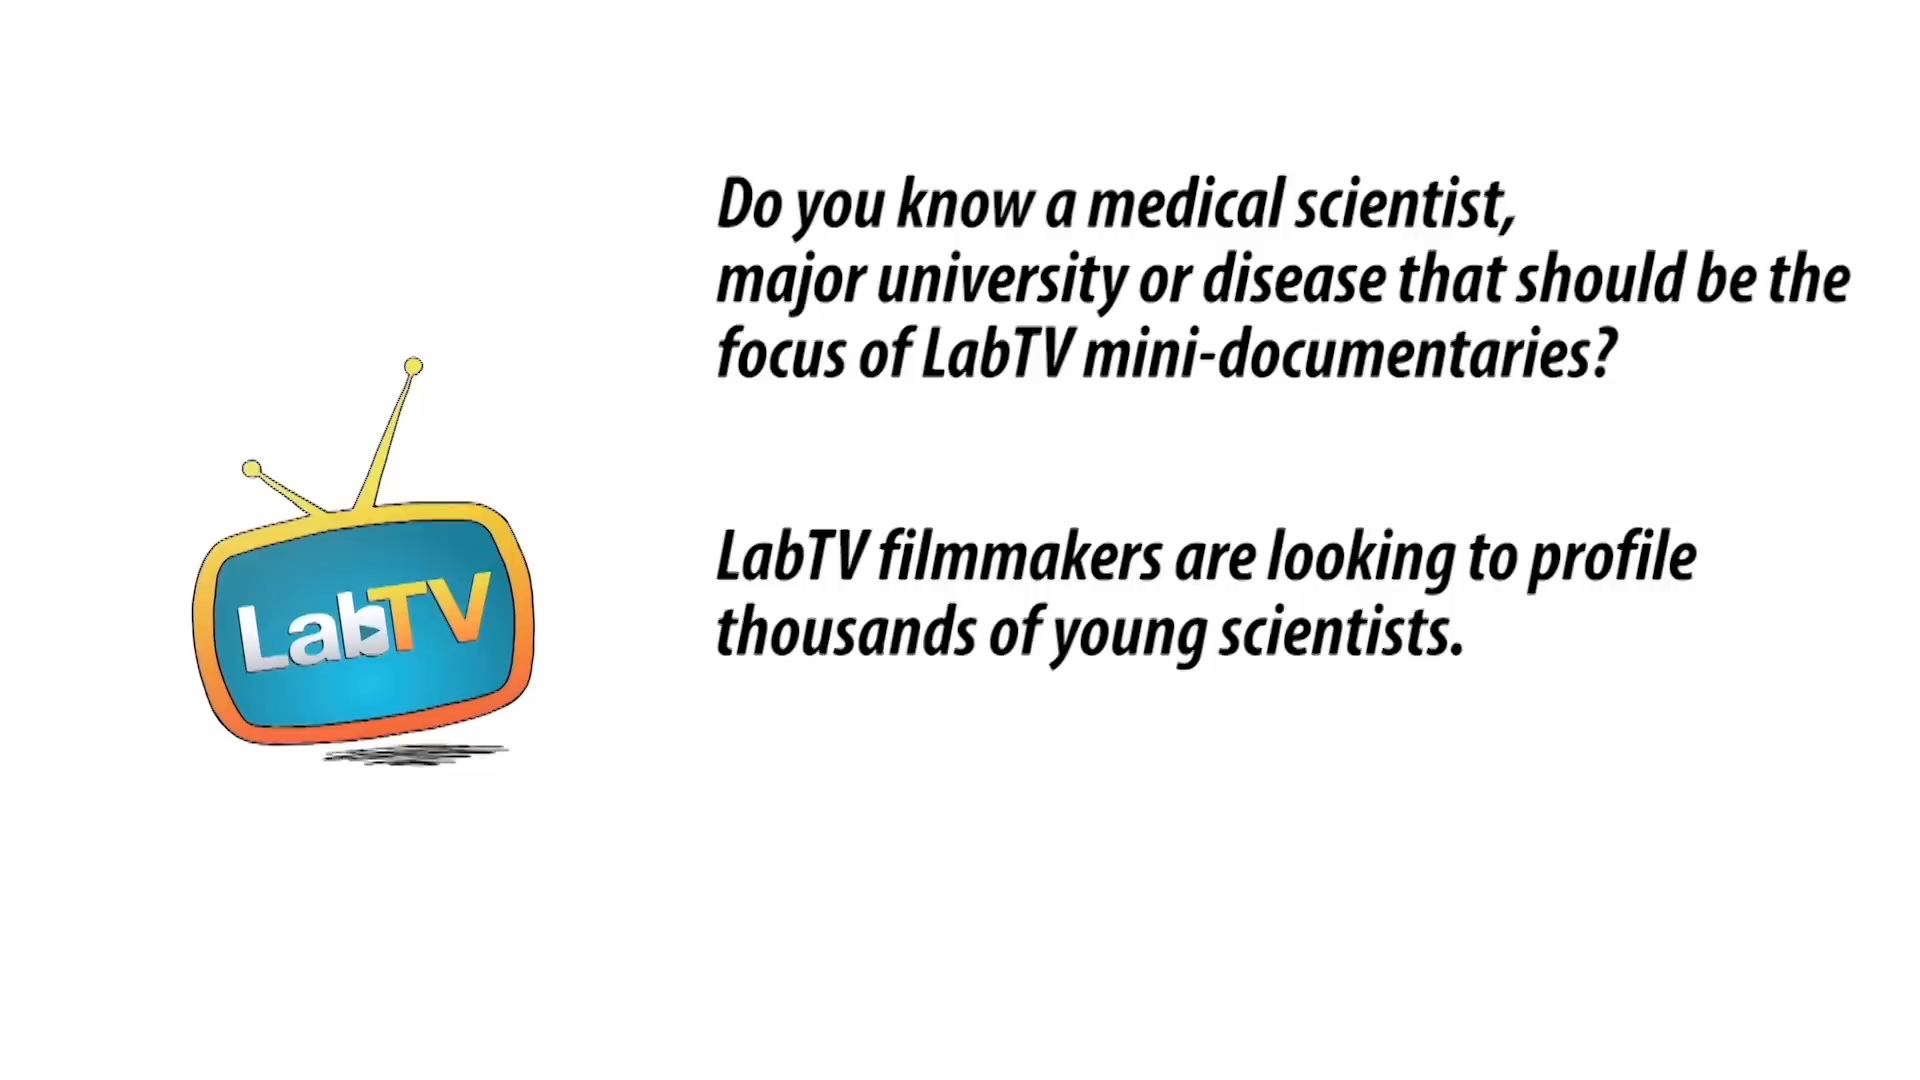 Do you know a medical scientist,
major university or disease that should be the
focus of LabTV mini-documentaries?
LabTV
LabTV filmmakers are looking to profile
thousands of young scientists.